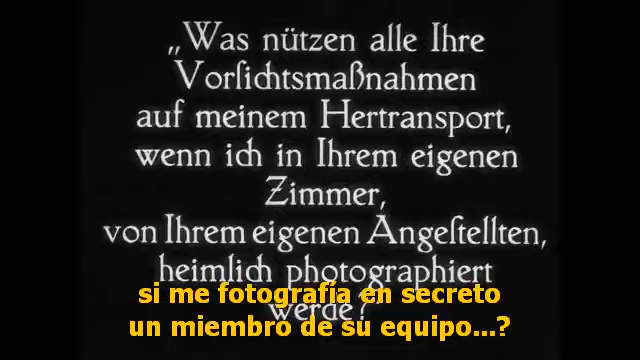 „Was nützen alle Ihre
Vorſichtsmaßnahmen
auf meinem Hertransport,
wenn ich in Ihrem eigenen
Zimmer,
von Ihrem eigenen Angeſtellten,
heimlich photographiert
werde?
si me fotografía en secreto
un miembro de su equipo...?